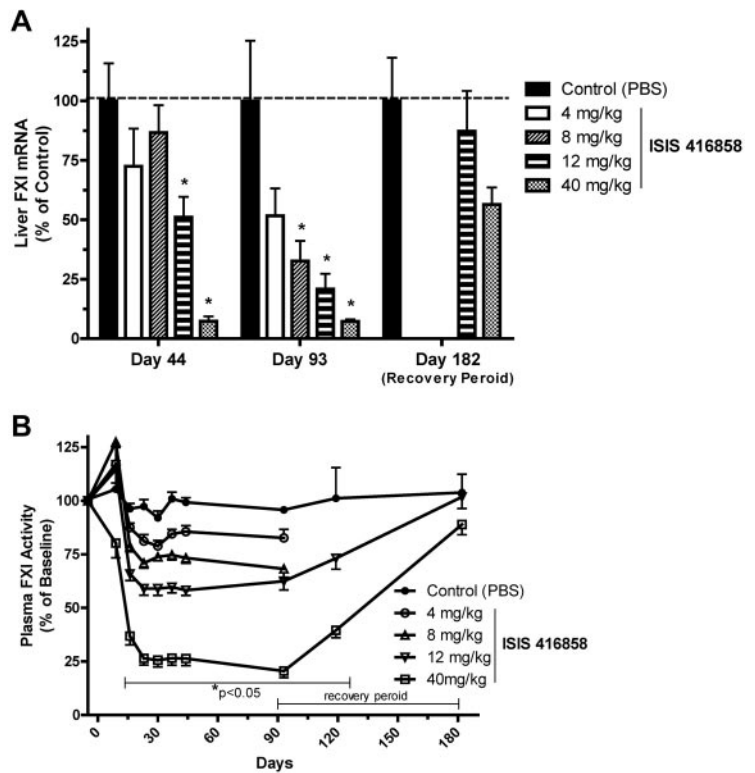 A
Liver FXI mRNA
(% of Control)
125
100
75
50
25
0
*
*
*
*
*
Day 44
Day 93
Day 182
(Recovery Peroid)
Control (PBS)
4 mg/kg
8 mg/kg
12 mg/kg
40 mg/kg
ISIS 416858
B
Plasma FXI Activity
(% of Baseline)
125
100
75
50
25
0
*p<0.05
recovery peroid
0
30
60
90
120
150
180
Days
Control (PBS)
4 mg/kg
8 mg/kg
12 mg/kg
40mg/kg
ISIS 416858